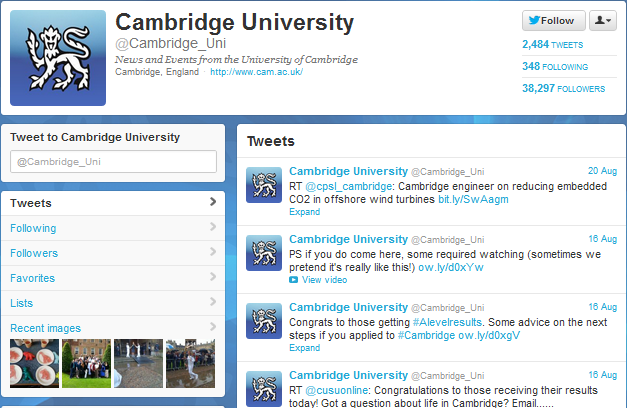 Cambridge University
@Cambridge_Uni
News and Events from the University of Cambridge
Cambridge, England · http://www.cam.ac.uk/
Follow
2,484 TWEETS
348 FOLLOWING
38,297 FOLLOWERS
Tweet to Cambridge University
@Cambridge_Uni
Tweets
Following
Followers
Favorites
Lists
Recent images
Tweets
Cambridge University @Cambridge_Uni 20 Aug
RT @cpsl_cambridge: Cambridge engineer on reducing embedded
CO2 in offshore wind turbines bit.ly/SwAagm
Expand
Cambridge University @Cambridge_Uni 16 Aug
PS if you do come here, some required watching (sometimes we
pretend it's really like this!) ow.ly/d0xYw
View video
Cambridge University @Cambridge_Uni 16 Aug
Congrats to those getting #Alevelresults. Some advice on the next
steps if you applied to #Cambridge ow.ly/d0xgV
Expand
Cambridge University @Cambridge_Uni 16 Aug
RT @cusuonline: Congratulations to those receiving their results
today! Got a question about life in Cambridge? Email......